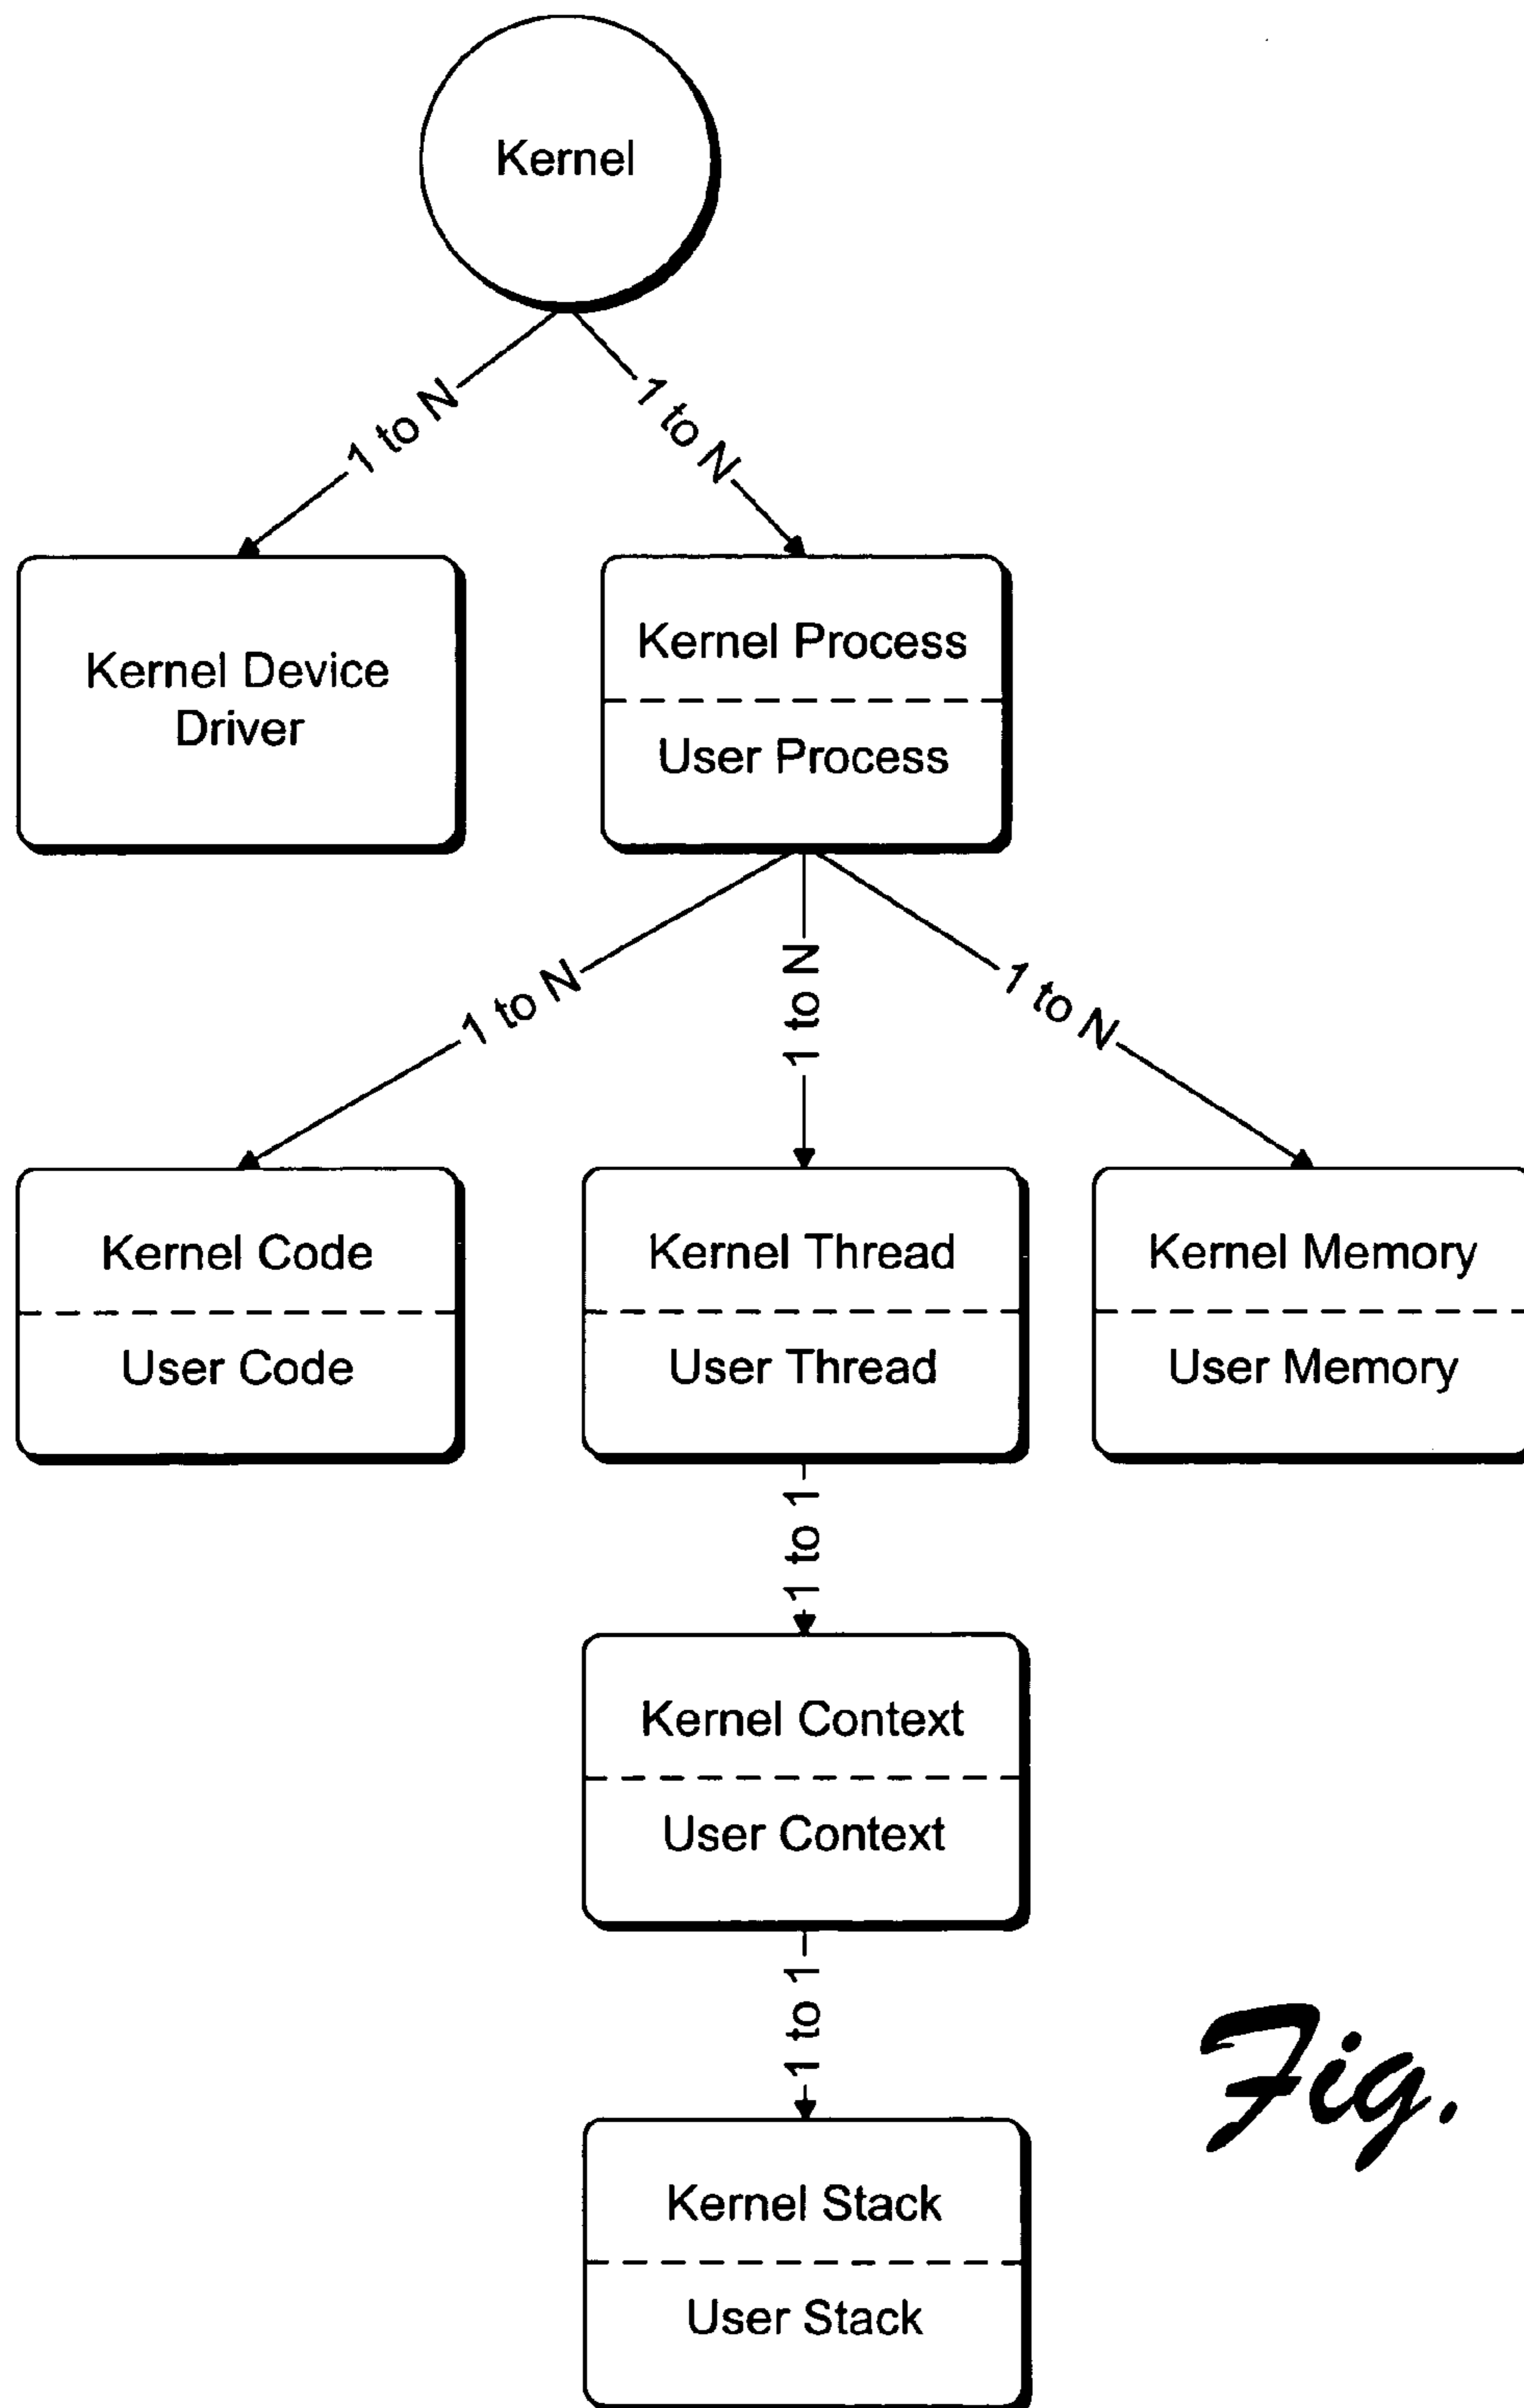 Kernel
1 to N
1 to N
Kernel Device
Driver
Kernel Process
User Process
1 to N
1 to N
1 to N
Kernel Code
User Code
Kernel Thread
User Thread
Kernel Memory
User Memory
1 to 1
Kernel Context
User Context
1 to 1
Kernel Stack
User Stack
Fig.